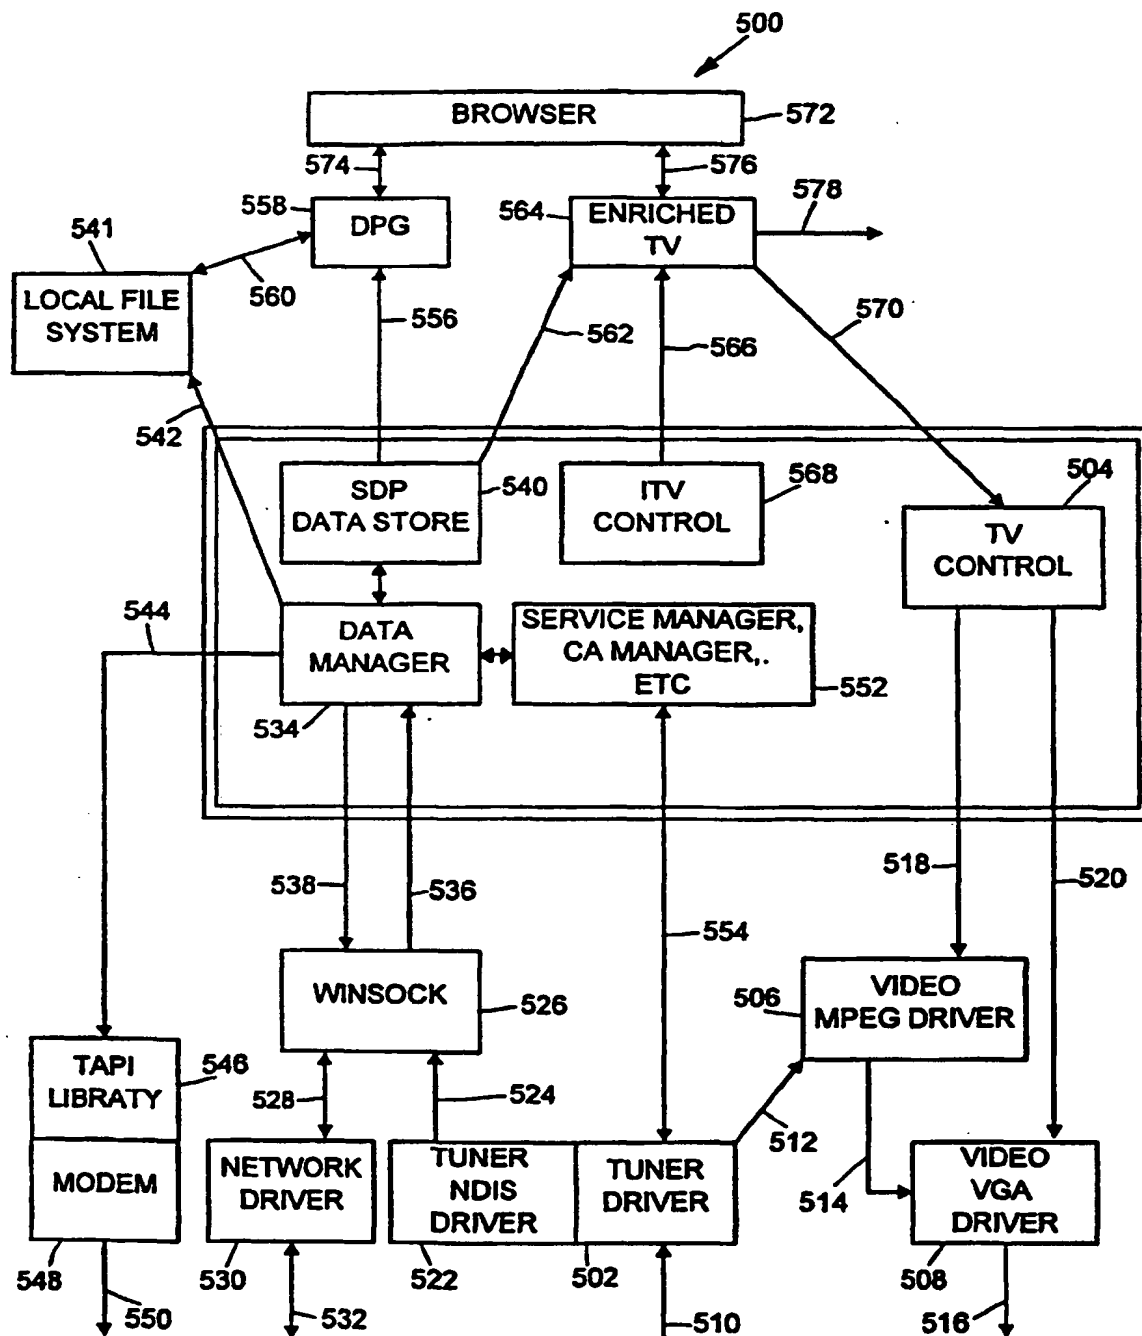 500
BROWSER
572
574
576
558
DPG
564
ENRICHED
TV
578
541
LOCAL FILE
SYSTEM
560
556
562
566
570
542
SDP
DATA STORE
540
ITV
CONTROL
568
504
TV
CONTROL
544
DATA
MANAGER
534
SERVICE MANAGER,
CA MANAGER,.
ETC
552
538
536
554
518
520
WINSOCK
526
506
VIDEO
MPEG DRIVER
TAPI
LIBRATY
546
528
524
512
514
MODEM
548
550
NETWORK
DRIVER
530
532
TUNER
NDIS
DRIVER
522
TUNER
DRIVER
502
510
VIDEO
VGA
DRIVER
508
516